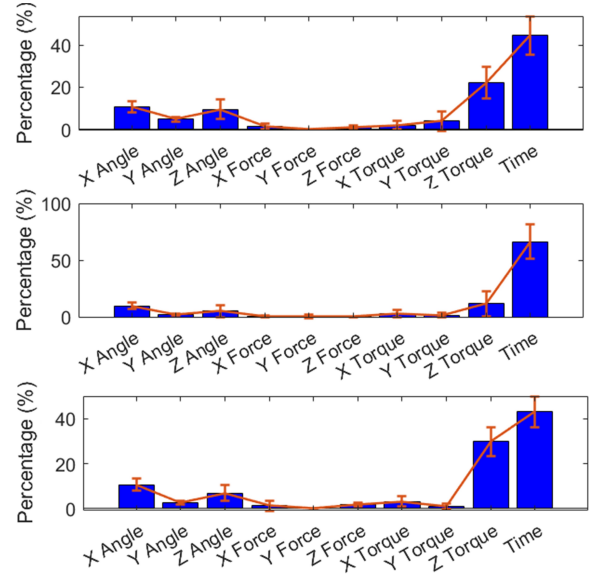 Percentage (%)
40
20
0
X Angle
Y Angle
Z Angle
X Force
Y Force
Z Force
X Torque
Y Torque
Z Torque
Time
Percentage (%)
100
50
0
X Angle
Y Angle
Z Angle
X Force
Y Force
Z Force
X Torque
Y Torque
Z Torque
Time
Percentage (%)
40
20
0
X Angle
Y Angle
Z Angle
X Force
Y Force
Z Force
X Torque
Y Torque
Z Torque
Time